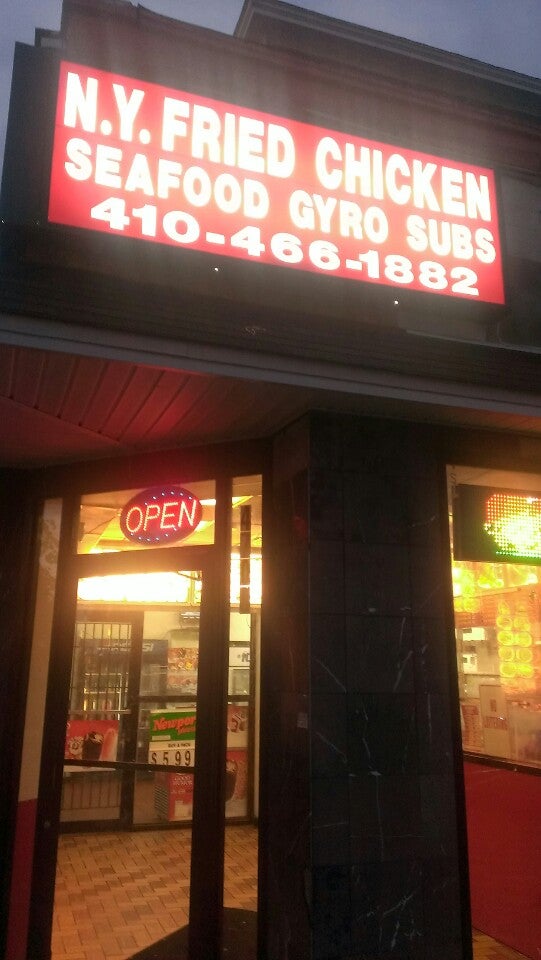 N.Y. FRIED CHICKEN
SEAFOOD GYRO SUBS
410-466-1882
OPEN
Newport
$5.99